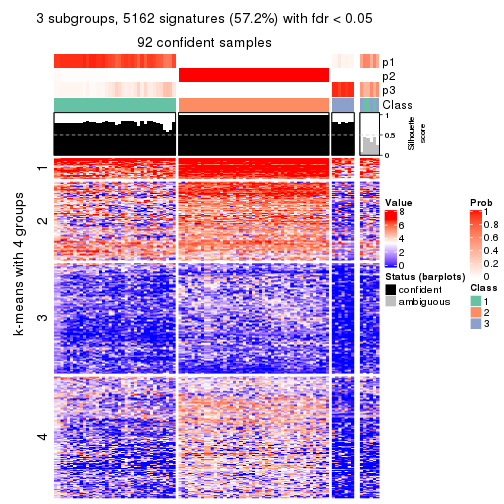 3 subgroups, 5162 signatures (57.2%) with fdr < 0.05
92 confident samples
p1
p2
p3
Class
1
0.5
0
Silhouette
score
k-means with 4 groups
1
2
3
4
Value
8
6
4
2
0
Status (barplots)
confident
ambiguous
Prob
1
0.8
0.6
0.4
0.2
0
Class
1
2
3